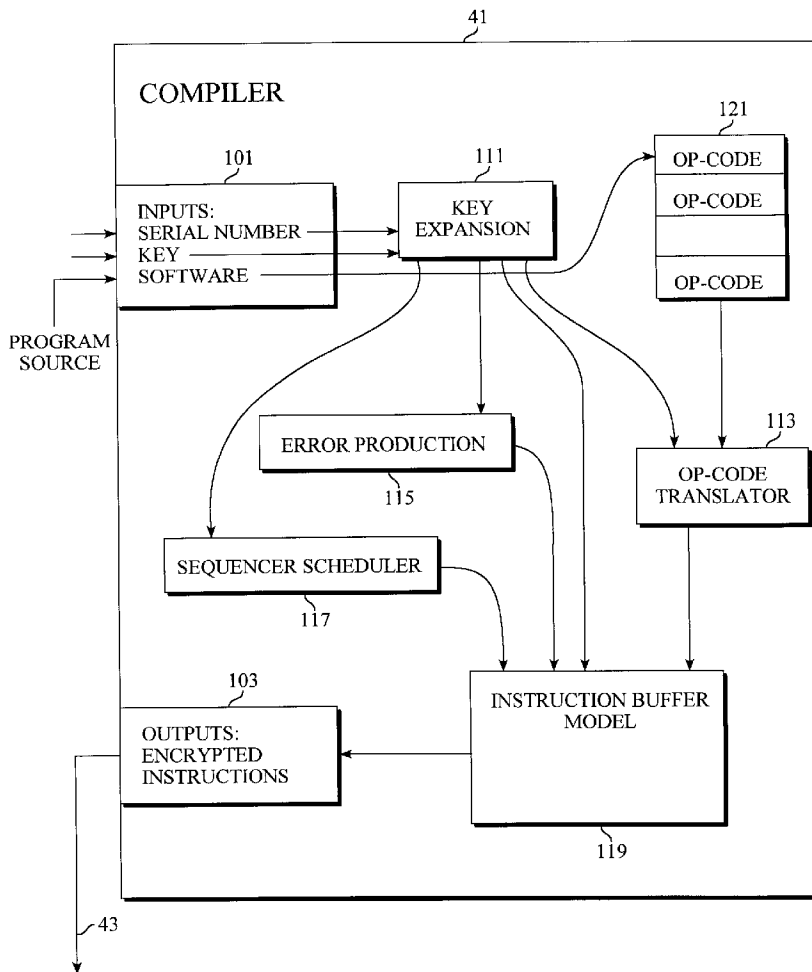 41
COMPILER
121
101
111
OP-CODE
INPUTS:
SERIAL NUMBER
KEY
SOFTWARE
KEY
EXPANSION
OP-CODE
OP-CODE
PROGRAM
SOURCE
113
ERROR PRODUCTION
115
OP-CODE
TRANSLATOR
SEQUENCER SCHEDULER
117
103
OUTPUTS:
ENCRYPTED
INSTRUCTIONS
INSTRUCTION BUFFER
MODEL
119
43